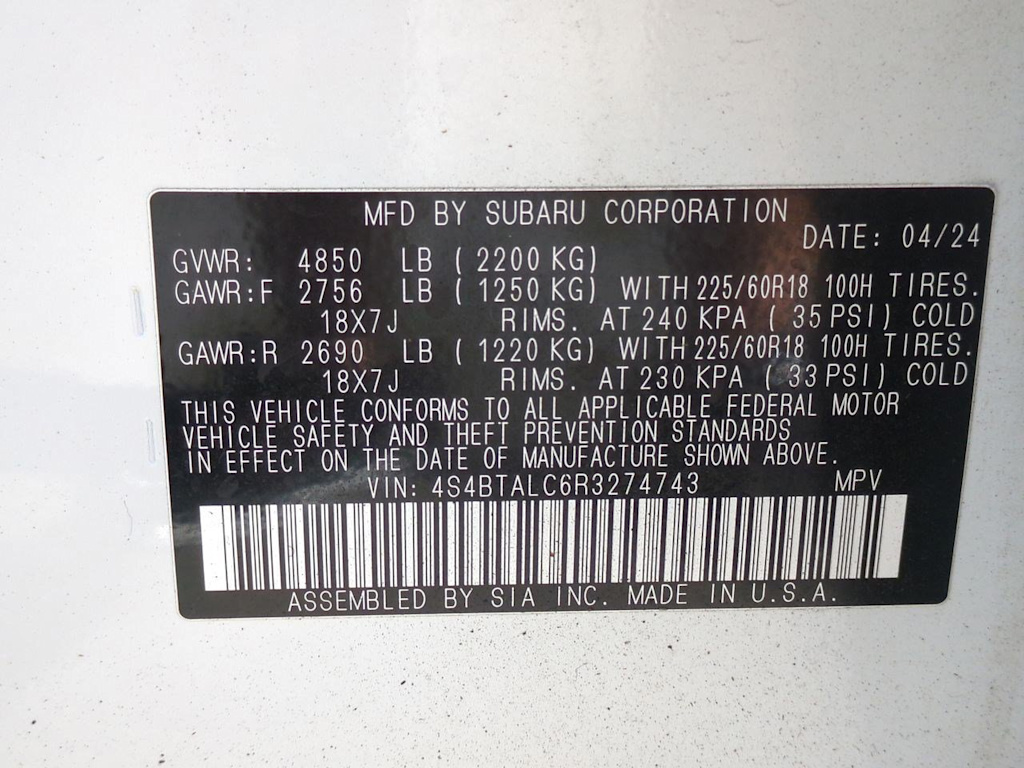 MFD BY SUBARU CORPORATION
DATE: 04/24
GVWR: 4850 LB ( 2200 KG)
GAWR:F 2756 LB ( 1250 KG) WITH 225/60R18 100H TIRES.
18X7J RIMS. AT 240 KPA ( 35 PSI) COLD
GAWR:R 2690 LB ( 1220 KG) WITH 225/60R18 100H TIRES.
18X7J RIMS. AT 230 KPA ( 33 PSI) COLD
THIS VEHICLE CONFORMS TO ALL APPLICABLE FEDERAL MOTOR
VEHICLE SAFETY AND THEFT PREVENTION STANDARDS
IN EFFECT ON THE DATE OF MANUFACTURE SHOWN ABOVE.
VIN: 4S4BTALC6R3274743 MPV
ASSEMBLED BY SIA INC. MADE IN U.S.A.